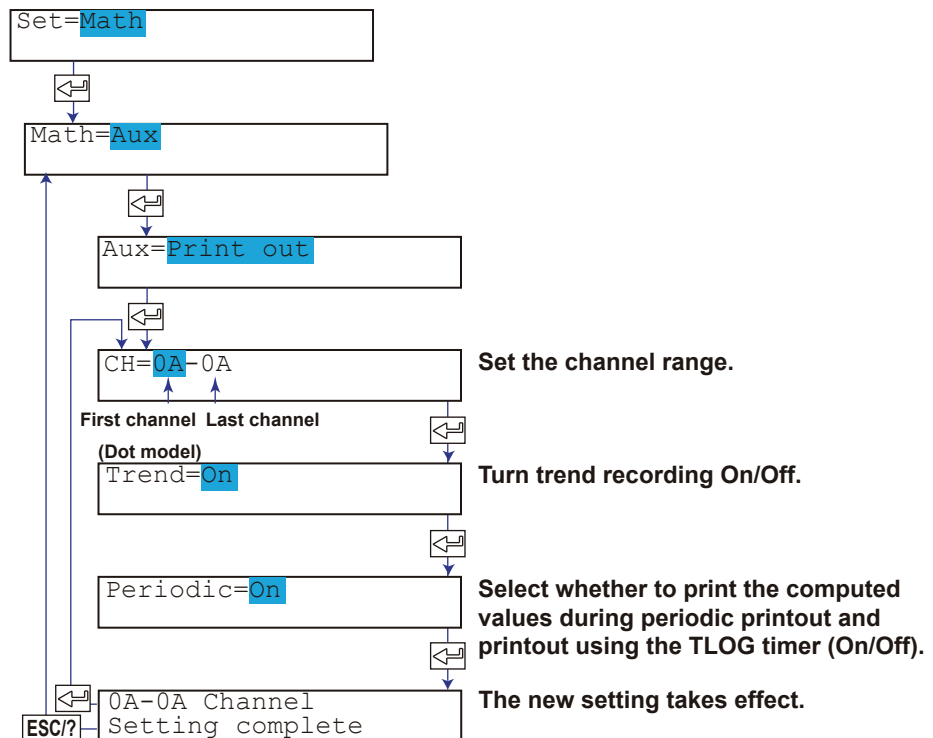 Set=Math
Math=Aux
Aux=Print out
CH=0A-0A
Set the channel range.
First channel Last channel
(Dot model)
Trend=On
Turn trend recording On/Off.
Periodic=On
Select whether to print the computed
values during periodic printout and
printout using the TLOG timer (On/Off).
0A-0A Channel
Setting complete
The new setting takes effect.
ESC/?